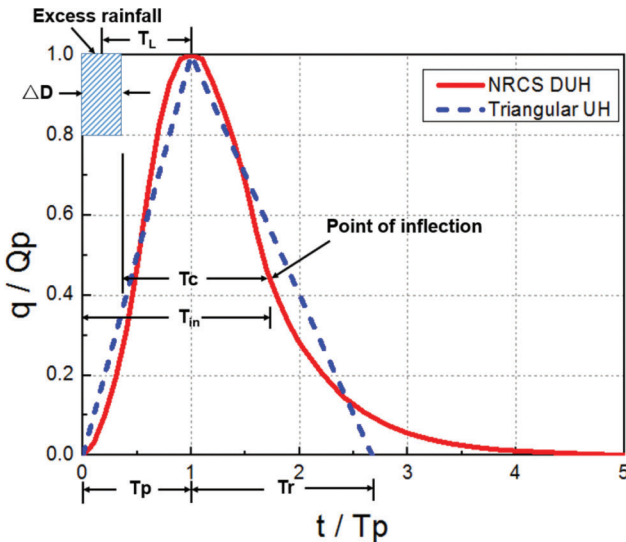 Excess rainfall
T_L
△D
1.0
0.8
0.6
0.4
0.2
0.0
q / Qp
NRCS DUH
Triangular UH
Point of inflection
Tc
T_in
0
1
2
3
4
5
Tp
Tr
t / Tp